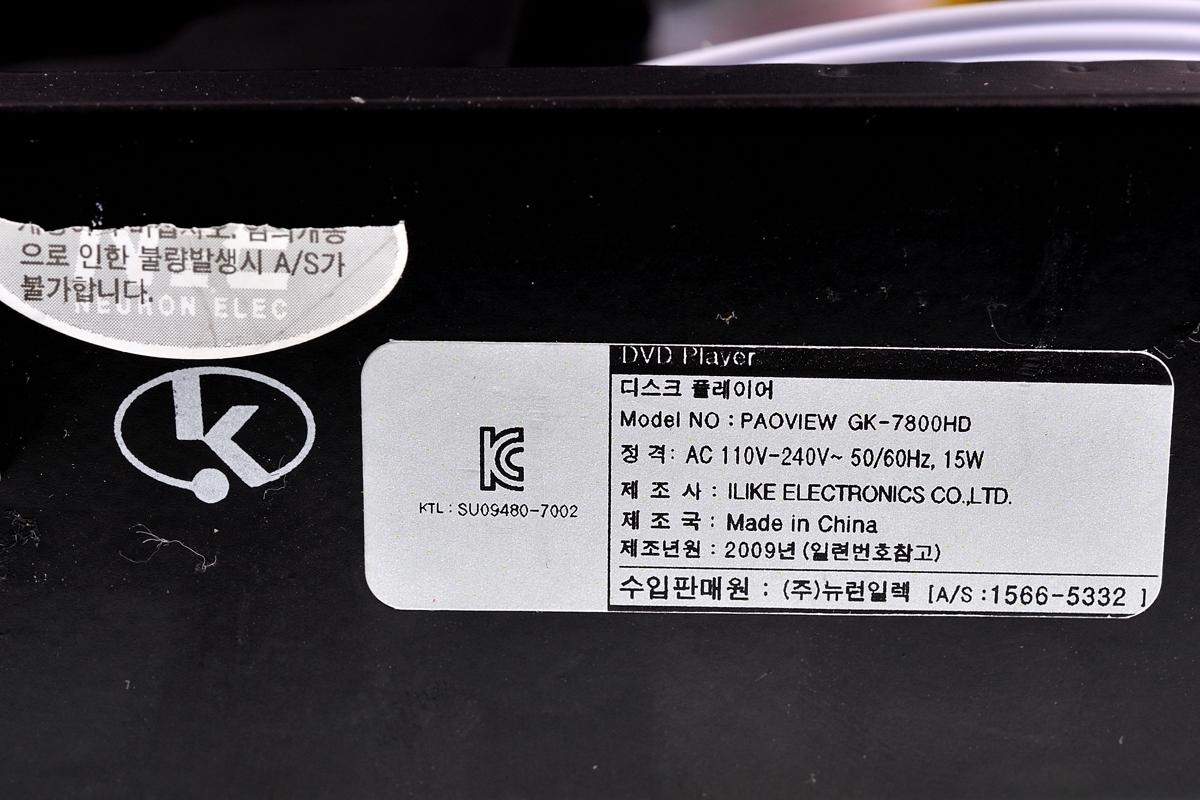 으로 인한 불량발생시 A/S가
불가합니다.
NEURON ELEC
DVD Player
디스크 플레이어
Model NO : PAOVIEW GK-7800HD
정 격: AC 110V-240V~ 50/60Hz, 15W
제 조 사 : ILIKE ELECTRONICS CO.,LTD.
제 조 국 : Made in China
제조년원 : 2009년 (일련번호참고)
수입판매원 : (주)뉴런일렉 [A/S :1566-5332 ]
KC
KTL : SU09480-7002